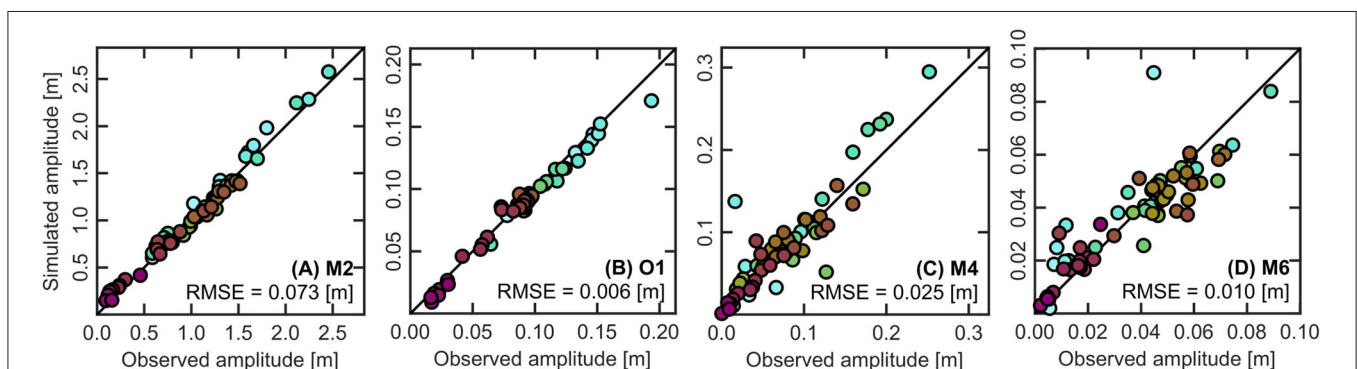 Simulated amplitude [m]
2.5
2.0
1.5
1.0
0.5
(A) M2
RMSE = 0.073 [m]
0.0 0.5 1.0 1.5 2.0 2.5
Observed amplitude [m]
0.20
0.15
0.10
0.05
(B) O1
RMSE = 0.006 [m]
0.00 0.05 0.10 0.15 0.20
Observed amplitude [m]
0.3
0.2
0.1
(C) M4
RMSE = 0.025 [m]
0.0 0.1 0.2 0.3
Observed amplitude [m]
0.10
0.08
0.06
0.04
0.02
(D) M6
RMSE = 0.010 [m]
0.00 0.02 0.04 0.06 0.08 0.10
Observed amplitude [m]